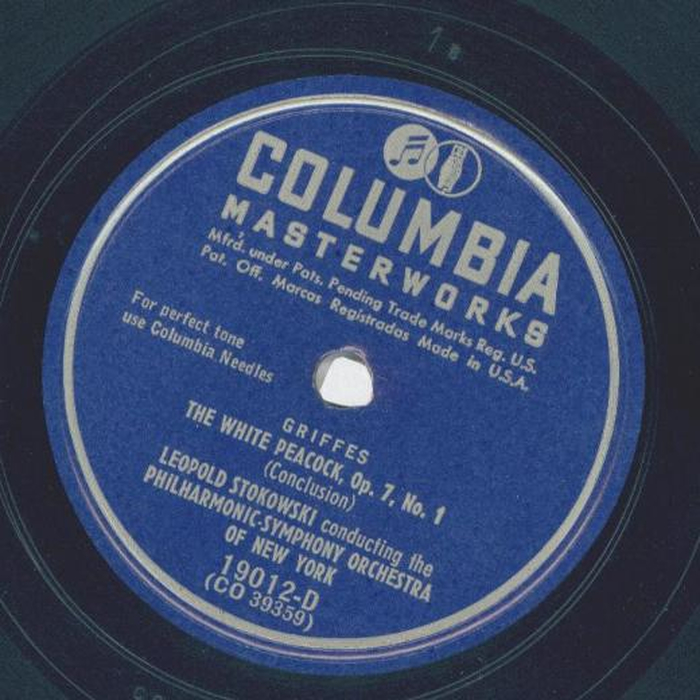 COLUMBIA
MASTERWORKS
Mfrd. under Pats. Pending Trade Marks Reg. U.S.
Pat. Off. Marcas Registradas Made in U.S.A.
For perfect tone
use Columbia Needles
GRIFFES
THE WHITE PEACOCK, Op. 7, No. 1
(Conclusion)
LEOPOLD STOKOWSKI conducting the
PHILHARMONIC-SYMPHONY ORCHESTRA
OF NEW YORK
19012-D
(CO 39359)